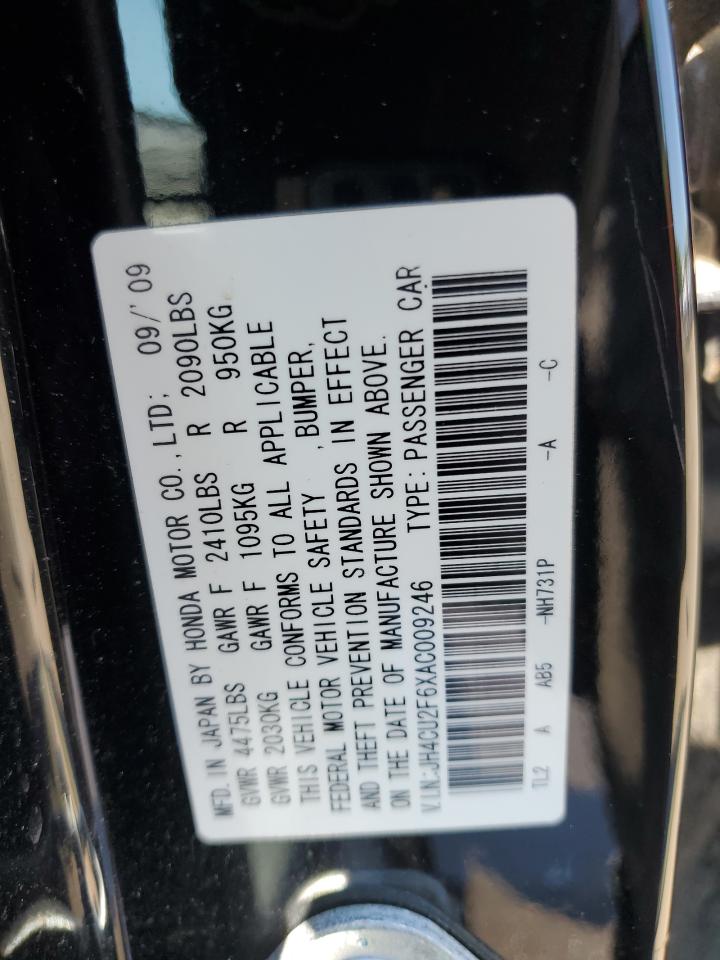 MFD. IN JAPAN BY HONDA MOTOR CO., LTD; 09/'09
GVWR 4475LBS GAWR F 2410LBS R 2090LBS
GVWR 2030KG GAWR F 1095KG R 950KG
THIS VEHICLE CONFORMS TO ALL APPLICABLE
FEDERAL MOTOR VEHICLE SAFETY , BUMPER,
AND THEFT PREVENTION STANDARDS IN EFFECT
ON THE DATE OF MANUFACTURE SHOWN ABOVE.
V.I.N:JH4CU2F6XAC009246 TYPE:PASSENGER CAR
TL2 A AB5 -NH731P -A -C